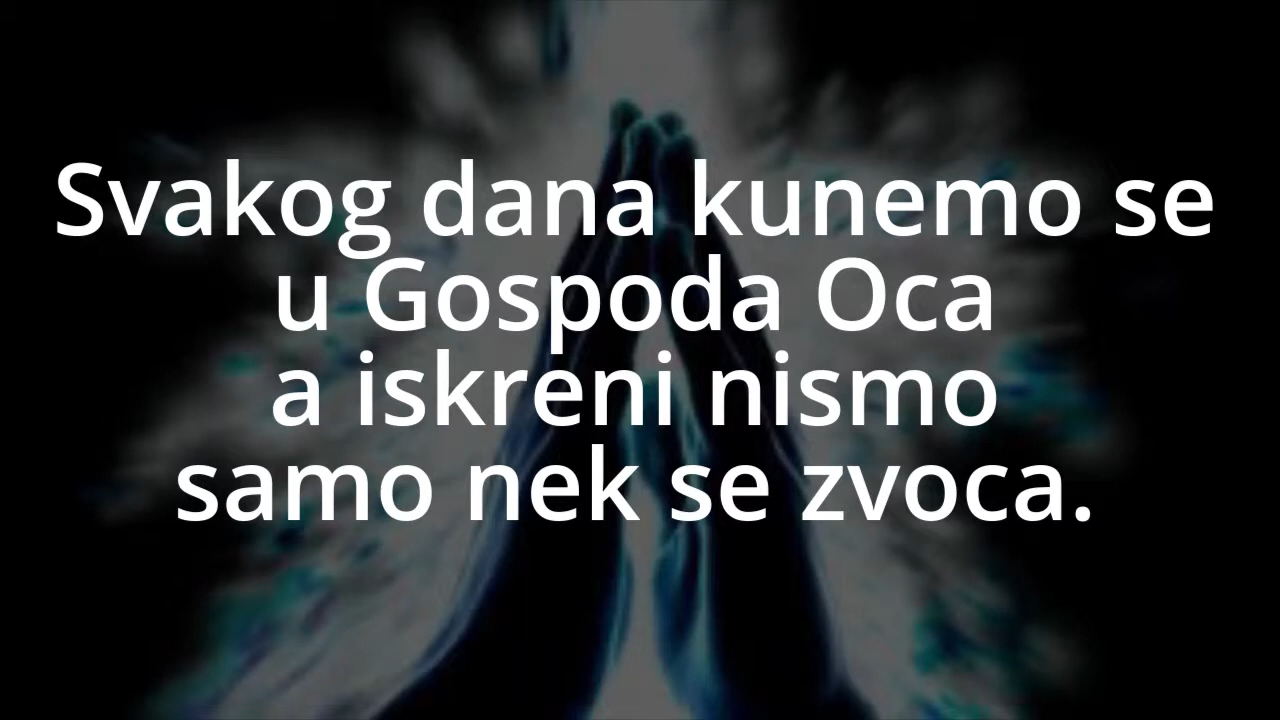 Svakog dana kunemo se
u Gospoda Oca
a iskreni nismo
samo nek se zvoca.